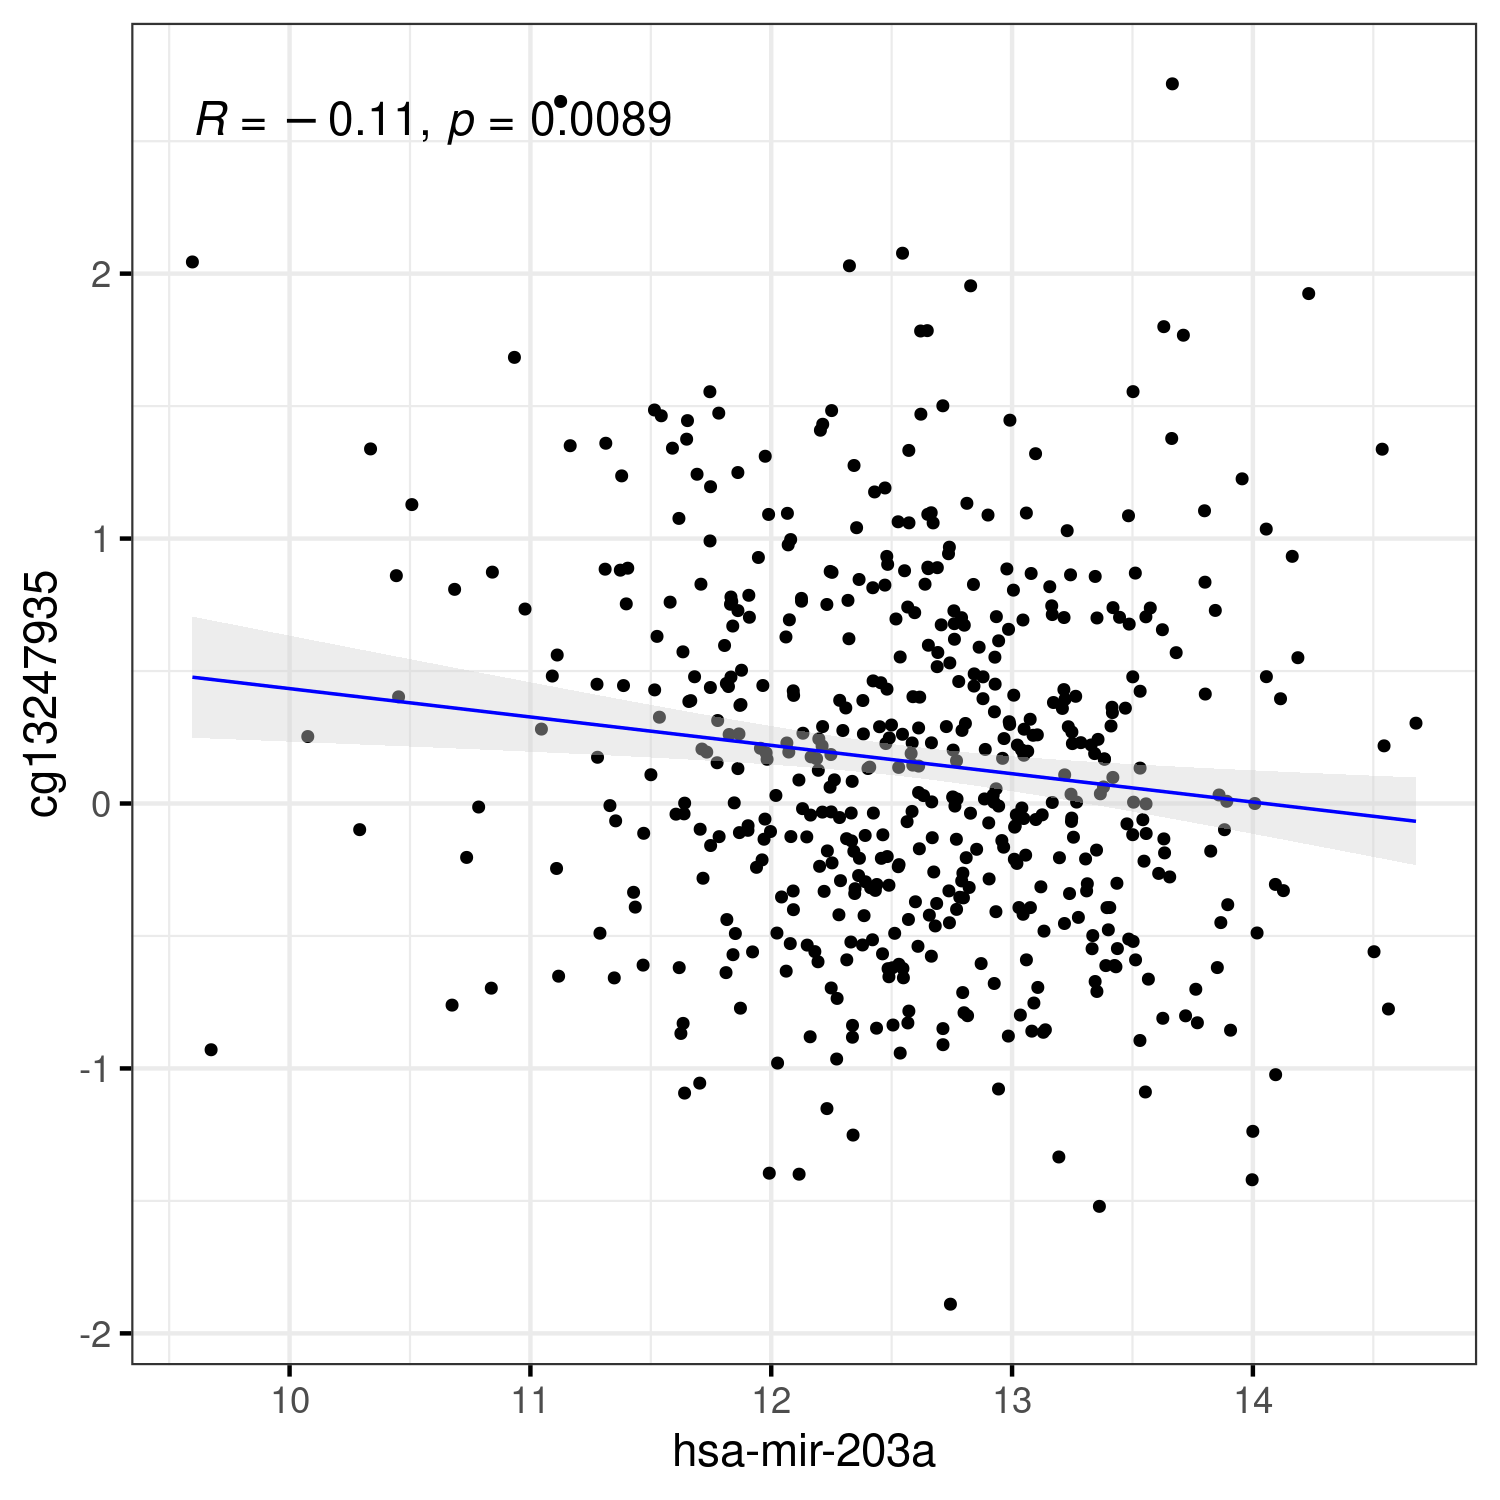 R = − 0.11, p = 0.0089
cg13247935
2
1
0
-1
-2
10 11 12 13 14
hsa-mir-203a